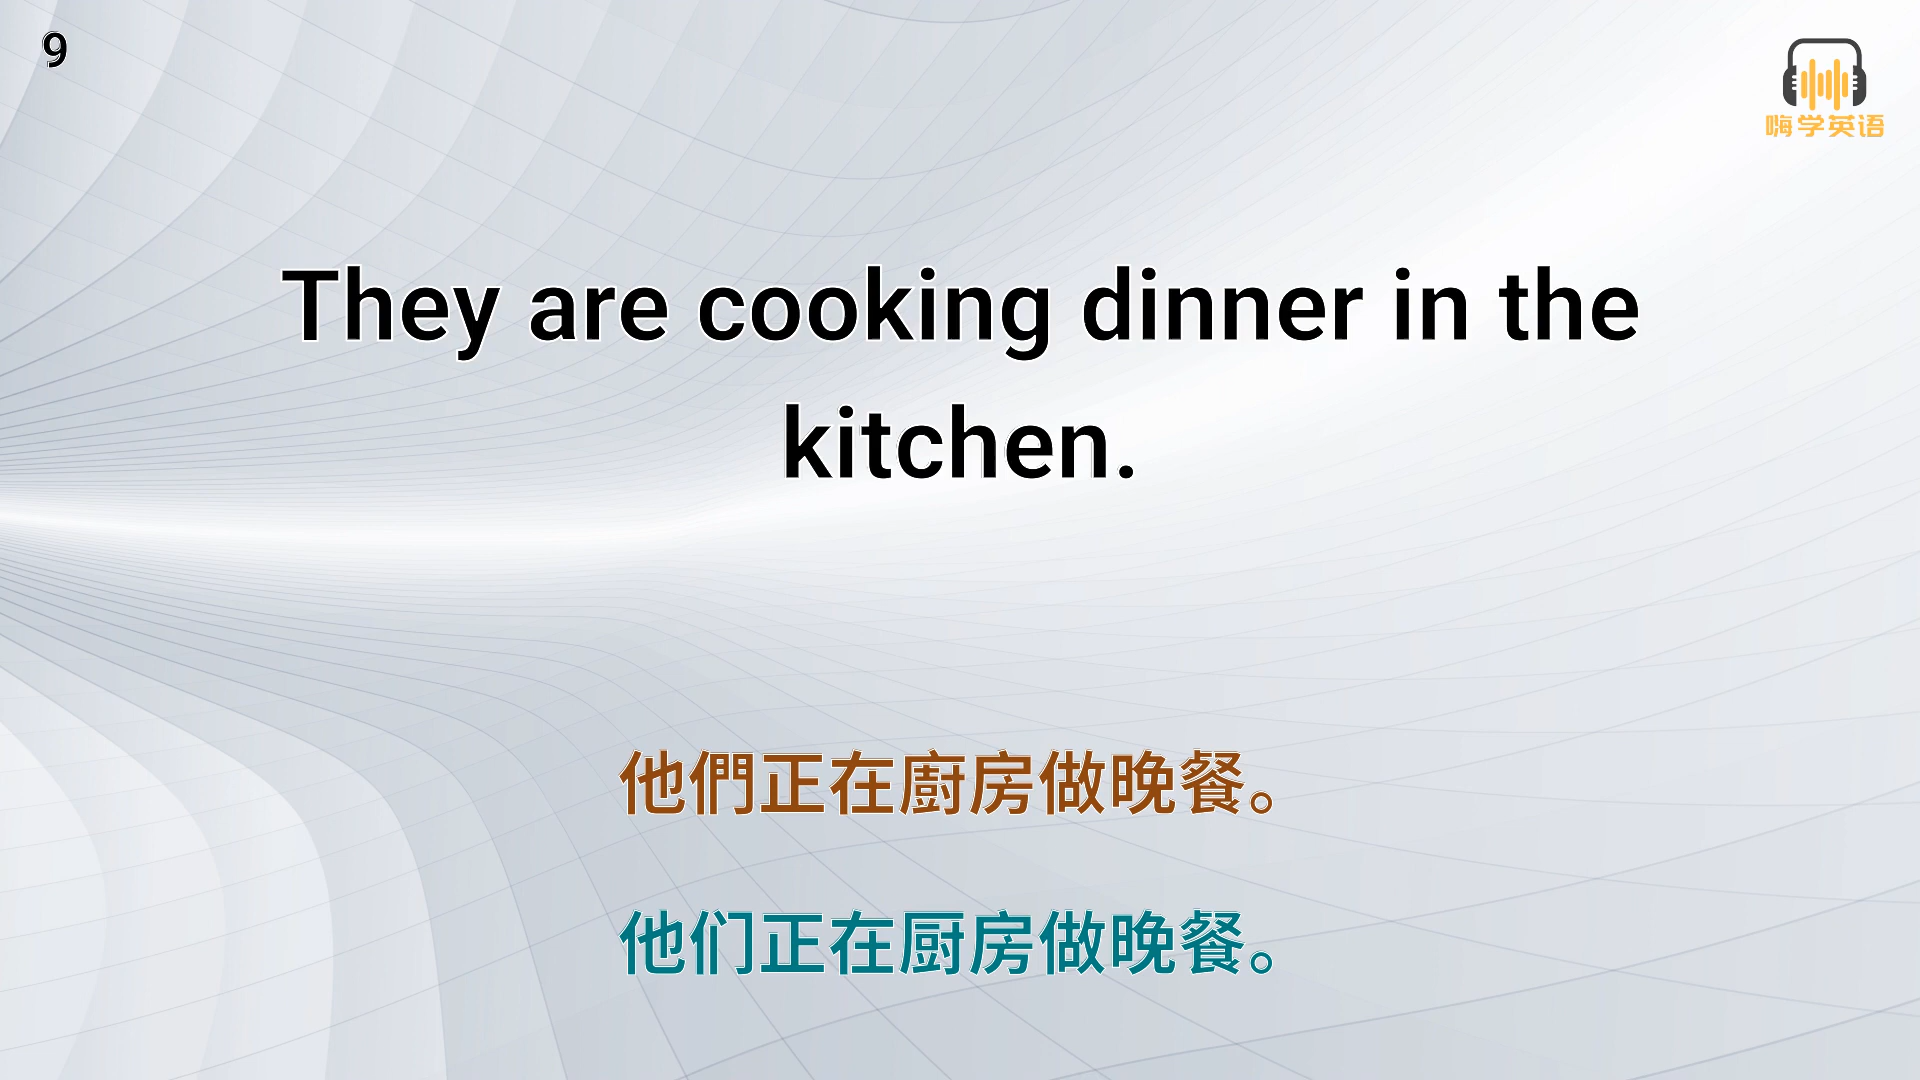 9
嗨学英语
They are cooking dinner in the
kitchen.
他們正在廚房做晚餐。
他们正在厨房做晚餐。